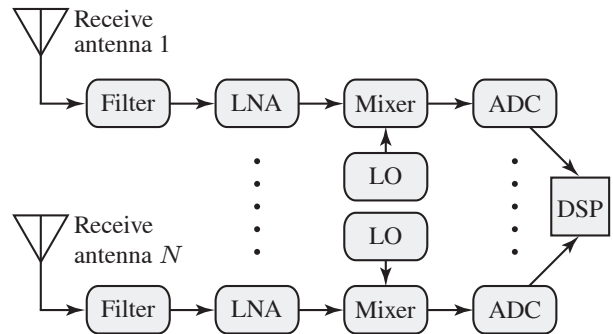 Receive
antenna 1
Filter
LNA
Mixer
ADC
LO
DSP
LO
Receive
antenna N
Filter
LNA
Mixer
ADC